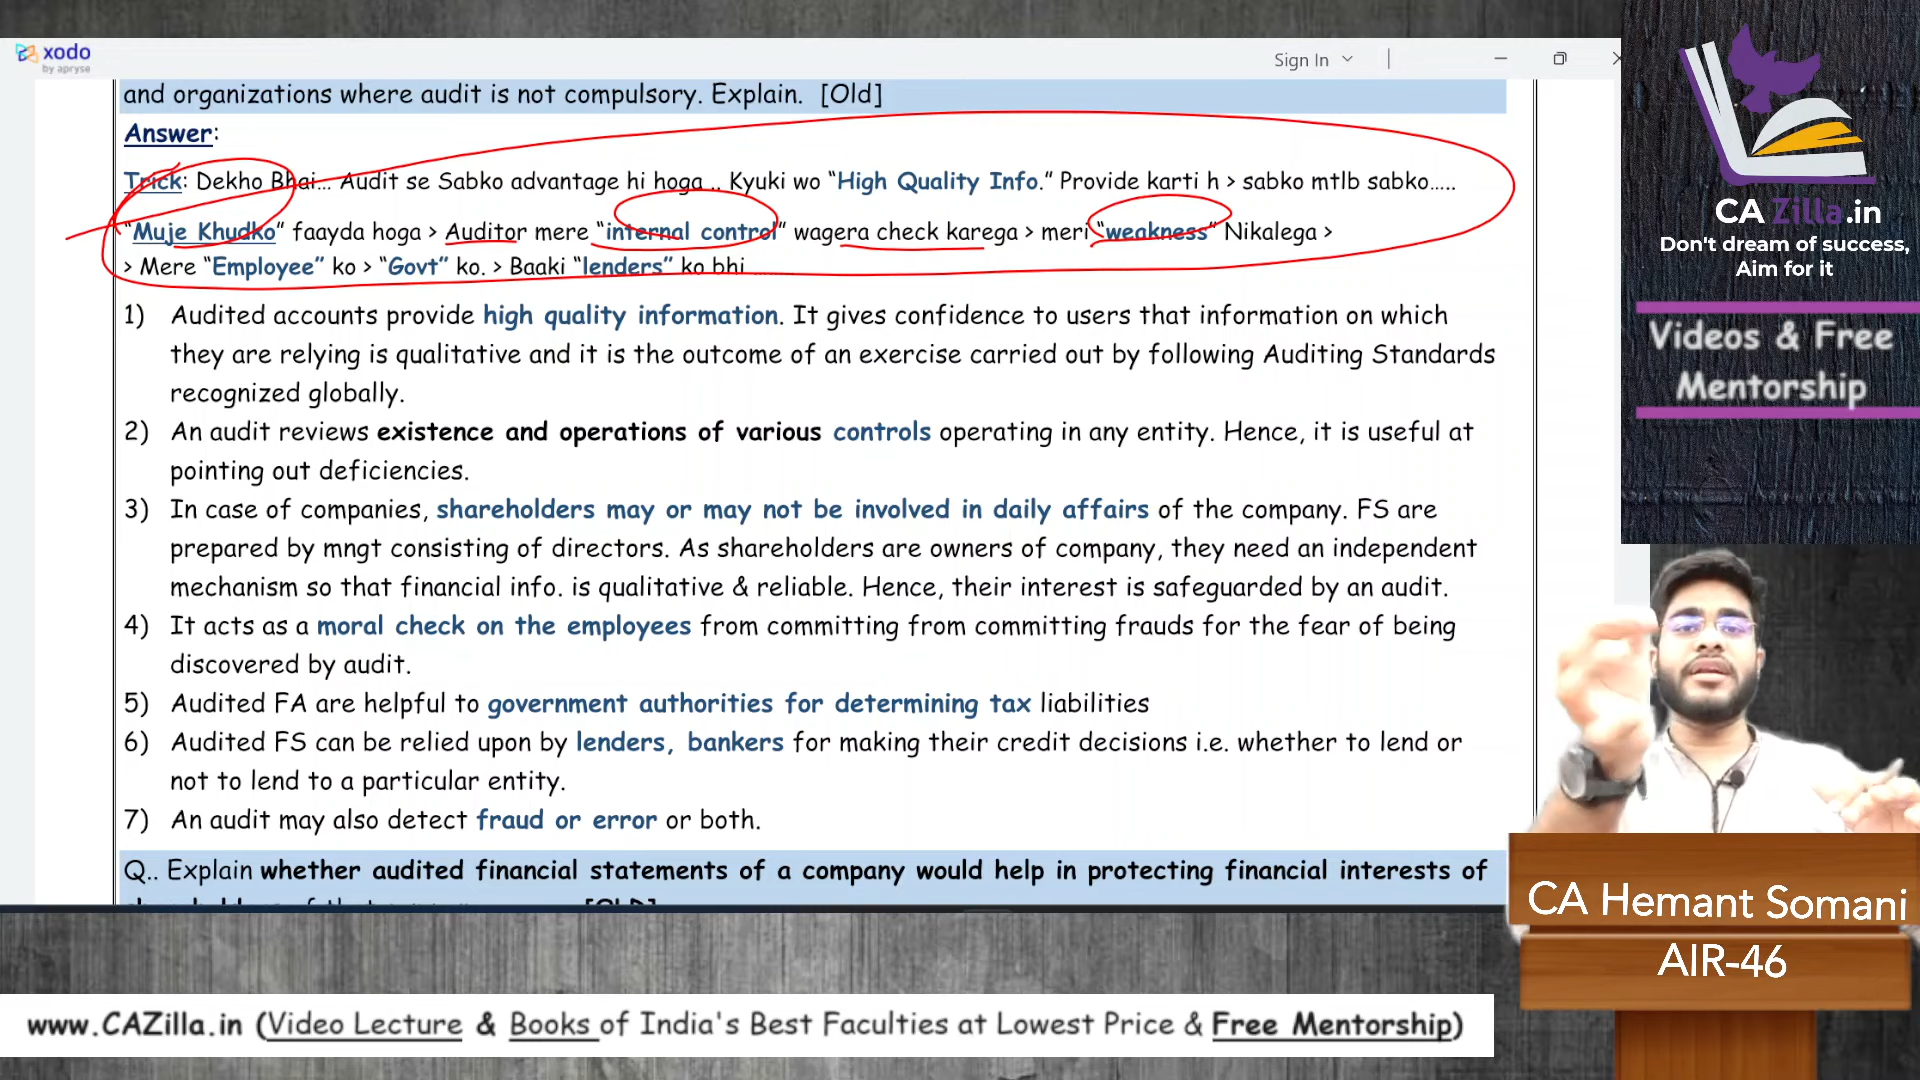 xodo
by apryse
Sign In
and organizations where audit is not compulsory. Explain. [Old]
Answer:
Trick: Dekho Bhai... Audit se Sabko advantage hi hoga .. Kyuki wo “High Quality Info.” Provide karti h > sabko mtlb sabko.....
“Muje Khudko” faayda hoga > Auditor mere “internal control” wagera check karega > meri “weakness” Nikalega >
> Mere “Employee” ko > “Govt” ko. > Baaki “lenders” ko bhi ......
1) Audited accounts provide high quality information. It gives confidence to users that information on which
they are relying is qualitative and it is the outcome of an exercise carried out by following Auditing Standards
recognized globally.
2) An audit reviews existence and operations of various controls operating in any entity. Hence, it is useful at
pointing out deficiencies.
3) In case of companies, shareholders may or may not be involved in daily affairs of the company. FS are
prepared by mngt consisting of directors. As shareholders are owners of company, they need an independent
mechanism so that financial info. is qualitative & reliable. Hence, their interest is safeguarded by an audit.
4) It acts as a moral check on the employees from committing from committing frauds for the fear of being
discovered by audit.
5) Audited FA are helpful to government authorities for determining tax liabilities
6) Audited FS can be relied upon by lenders, bankers for making their credit decisions i.e. whether to lend or
not to lend to a particular entity.
7) An audit may also detect fraud or error or both.
Q.. Explain whether audited financial statements of a company would help in protecting financial interests of
[OLD]
CA Zilla.in
Don't dream of success,
Aim for it
Videos & Free
Mentorship
CA Hemant Somani
AIR-46
www.CAZilla.in (Video Lecture & Books of India's Best Faculties at Lowest Price & Free Mentorship)